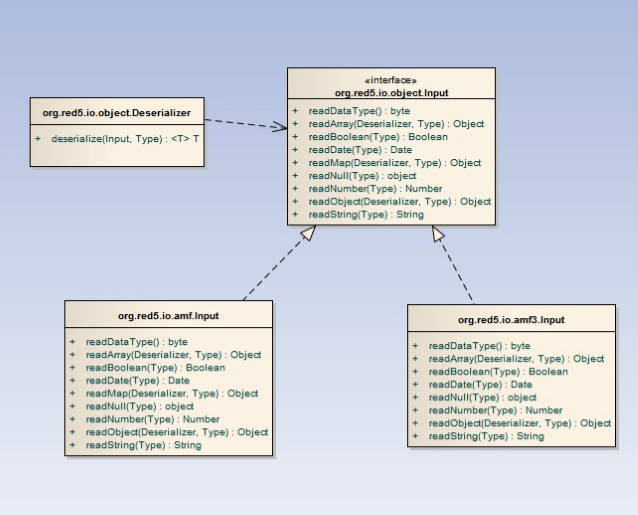 org.red5.io.object.Deserializer
+ deserialize(Input, Type) : <T> T
«interface»
org.red5.io.object.Input
+ readDataType() : byte
+ readArray(Deserializer, Type) : Object
+ readBoolean(Type) : Boolean
+ readDate(Type) : Date
+ readMap(Deserializer, Type) : Object
+ readNull(Type) : object
+ readNumber(Type) : Number
+ readObject(Deserializer, Type) : Object
+ readString(Type) : String
org.red5.io.amf.Input
+ readDataType() : byte
+ readArray(Deserializer, Type) : Object
+ readBoolean(Type) : Boolean
+ readDate(Type) : Date
+ readMap(Deserializer, Type) : Object
+ readNull(Type) : object
+ readNumber(Type) : Number
+ readObject(Deserializer, Type) : Object
+ readString(Type) : String
org.red5.io.amf3.Input
+ readDataType() : byte
+ readArray(Deserializer, Type) : Object
+ readBoolean(Type) : Boolean
+ readDate(Type) : Date
+ readNull(Type) : object
+ readNumber(Type) : Number
+ readObject(Deserializer, Type) : Object
+ readString(Type) : String